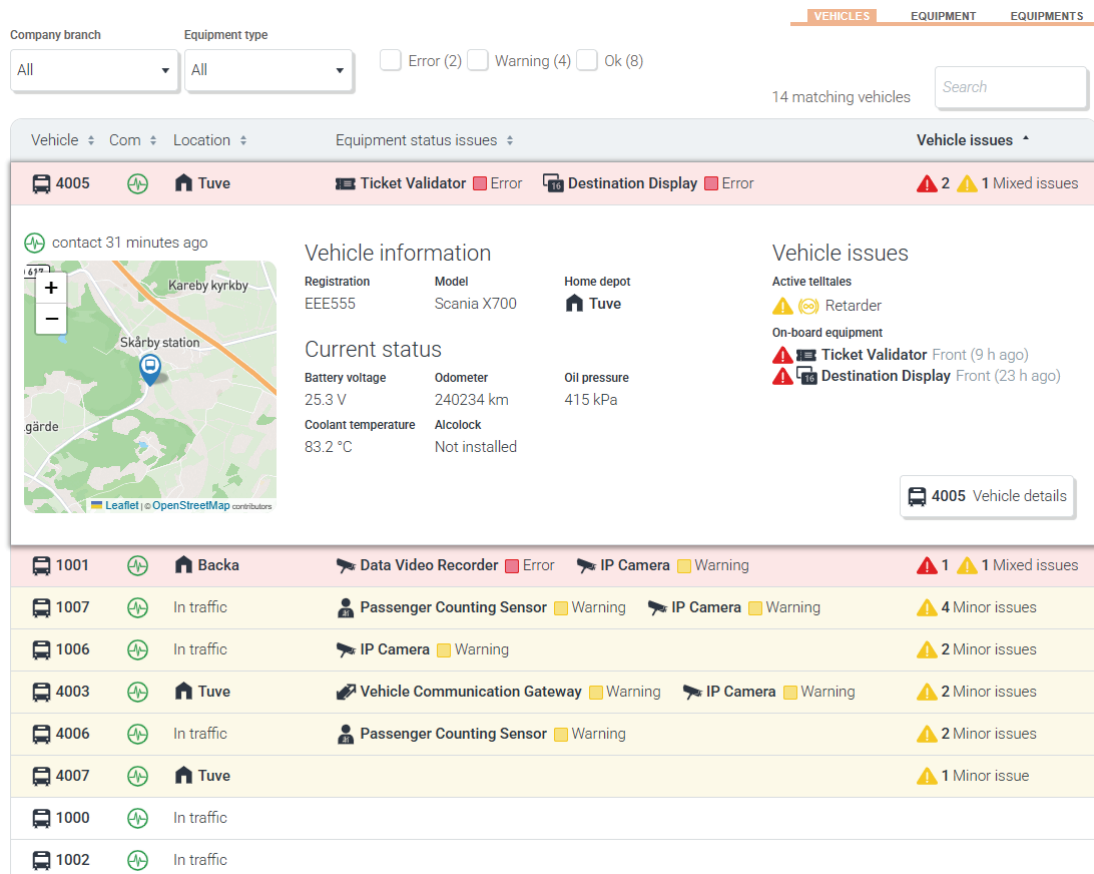 VEHICLES EQUIPMENT EQUIPMENTS
Company branch Equipment type
All All Error (2) Warning (4) Ok (8)
14 matching vehicles Search
Vehicle Com Location Equipment status issues Vehicle issues
4005 Tuve Ticket Validator Error 16 Destination Display Error 2 1 Mixed issues
contact 31 minutes ago
617
+
−
Kareby kyrkby
Skårby station
gärde
Leaflet | © OpenStreetMap contributors
Vehicle information
Registration Model Home depot
EEE555 Scania X700 Tuve
Current status
Battery voltage Odometer Oil pressure
25.3 V 240234 km 415 kPa
Coolant temperature Alcolock
83.2 °C Not installed
Vehicle issues
Active telltales
Retarder
On-board equipment
Ticket Validator Front (9 h ago)
16 Destination Display Front (23 h ago)
4005 Vehicle details
1001 Backa Data Video Recorder Error IP Camera Warning 1 1 Mixed issues
1007 In traffic Passenger Counting Sensor Warning IP Camera Warning 4 Minor issues
1006 In traffic IP Camera Warning 2 Minor issues
4003 Tuve Vehicle Communication Gateway Warning IP Camera Warning 2 Minor issues
4006 In traffic Passenger Counting Sensor Warning 2 Minor issues
4007 Tuve 1 Minor issue
1000 In traffic
1002 In traffic